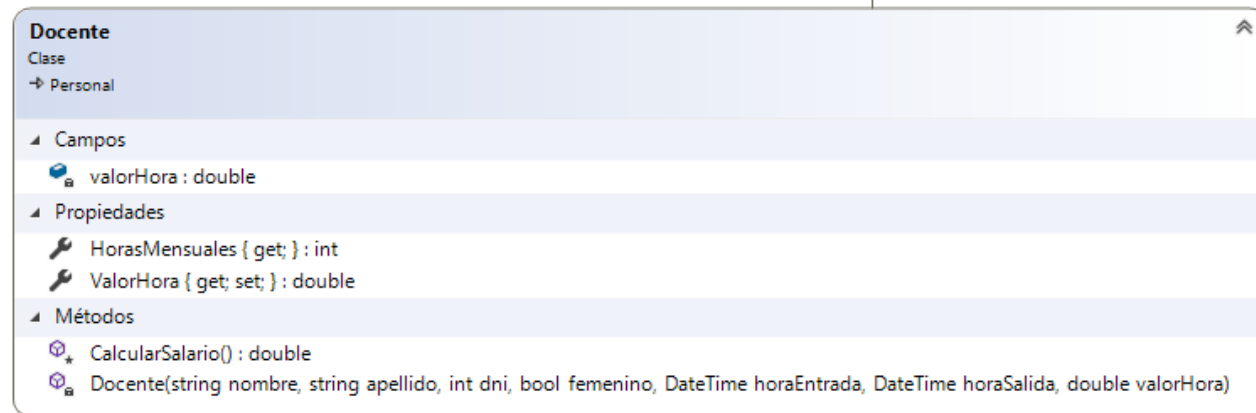 Docente
Clase
Personal
Campos
valorHora : double
Propiedades
HorasMensuales { get; } : int
ValorHora { get; set; } : double
Métodos
CalcularSalario() : double
Docente(string nombre, string apellido, int dni, bool femenino, DateTime horaEntrada, DateTime horaSalida, double valorHora)